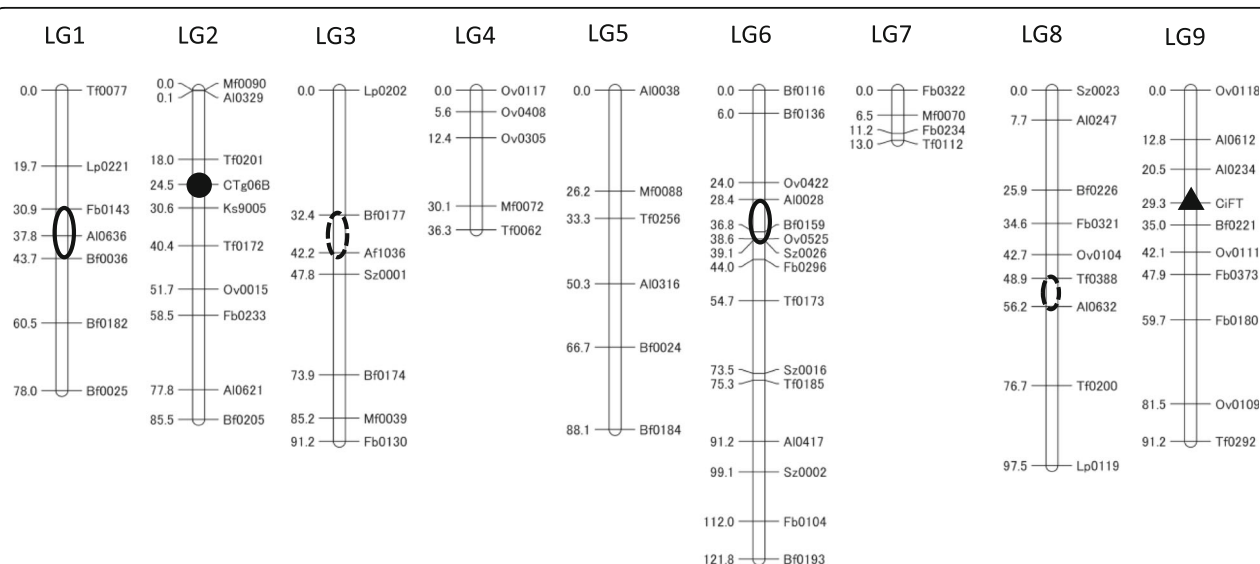 LG1 LG2 LG3 LG4 LG5 LG6 LG7 LG8 LG9
0.0 Tf0077
19.7 Lp0221
30.9 Fb0143
37.8 Al0636
43.7 Bf0036
60.5 Bf0182
78.0 Bf0025
0.0 Mf0090
0.1 Al0329
18.0 Tf0201
24.5 CTg06B
30.6 Ks9005
40.4 Tf0172
51.7 Ov0015
58.5 Fb0233
77.8 Al0621
85.5 Bf0205
0.0 Lp0202
32.4 Bf0177
42.2 Af1036
47.8 Sz0001
73.9 Bf0174
85.2 Mf0039
91.2 Fb0130
0.0 Ov0117
5.6 Ov0408
12.4 Ov0305
30.1 Mf0072
36.3 Tf0062
0.0 Al0038
26.2 Mf0088
33.3 Tf0256
50.3 Al0316
66.7 Bf0024
88.1 Bf0184
0.0 Bf0116
6.0 Bf0136
24.0 Ov0422
28.4 Al0028
36.8 Bf0159
38.6 Ov0525
39.1 Sz0026
44.0 Fb0296
54.7 Tf0173
73.5 Sz0016
75.3 Tf0185
91.2 Al0417
99.1 Sz0002
112.0 Fb0104
121.8 Bf0193
0.0 Fb0322
6.5 Mf0070
11.2 Fb0234
13.0 Tf0112
0.0 Sz0023
7.7 Al0247
25.9 Bf0226
34.6 Fb0321
42.7 Ov0104
48.9 Tf0388
56.2 Al0632
76.7 Tf0200
97.5 Lp0119
0.0 Ov0118
12.8 Al0612
20.5 Al0234
29.3 CiFT
35.0 Bf0221
42.1 Ov0111
47.9 Fb0373
59.7 Fb0180
81.5 Ov0109
91.2 Tf0292